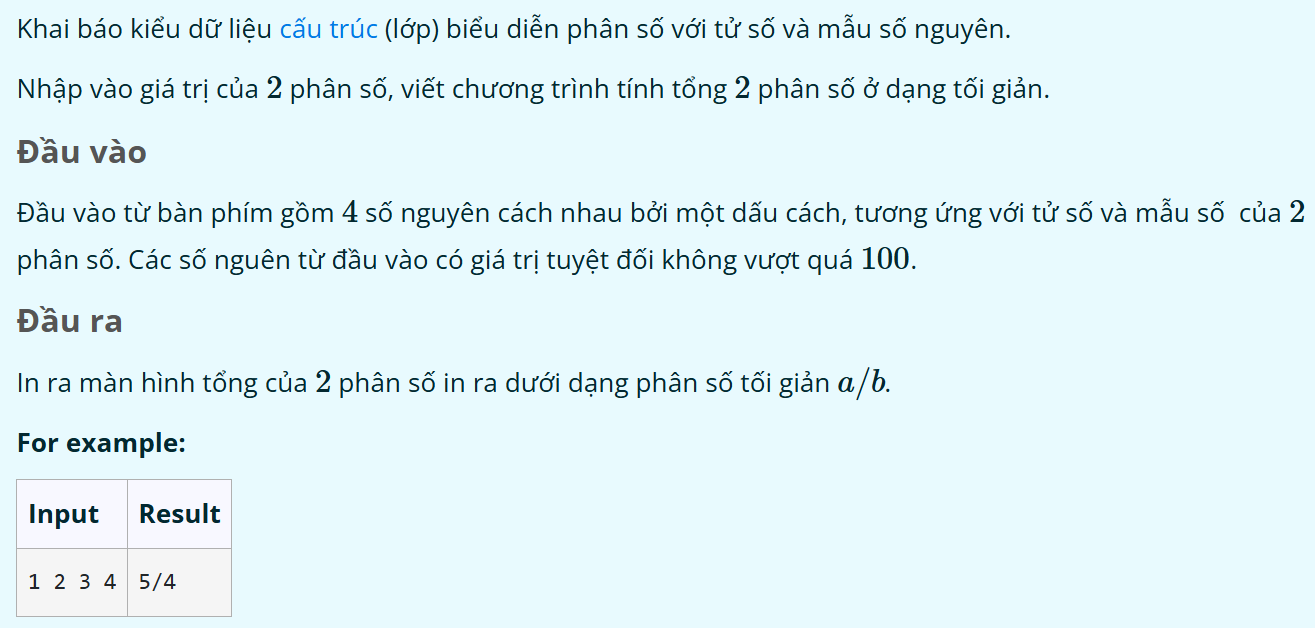 Khai báo kiểu dữ liệu cấu trúc (lớp) biểu diễn phân số với tử số và mẫu số nguyên.
Nhập vào giá trị của 2 phân số, viết chương trình tính tổng 2 phân số ở dạng tối giản.
Đầu vào
Đầu vào từ bàn phím gồm 4 số nguyên cách nhau bởi một dấu cách, tương ứng với tử số và mẫu số của 2
phân số. Các số nguên từ đầu vào có giá trị tuyệt đối không vượt quá 100.
Đầu ra
In ra màn hình tổng của 2 phân số in ra dưới dạng phân số tối giản a/b.
For example:
Input Result
1 2 3 4 5/4